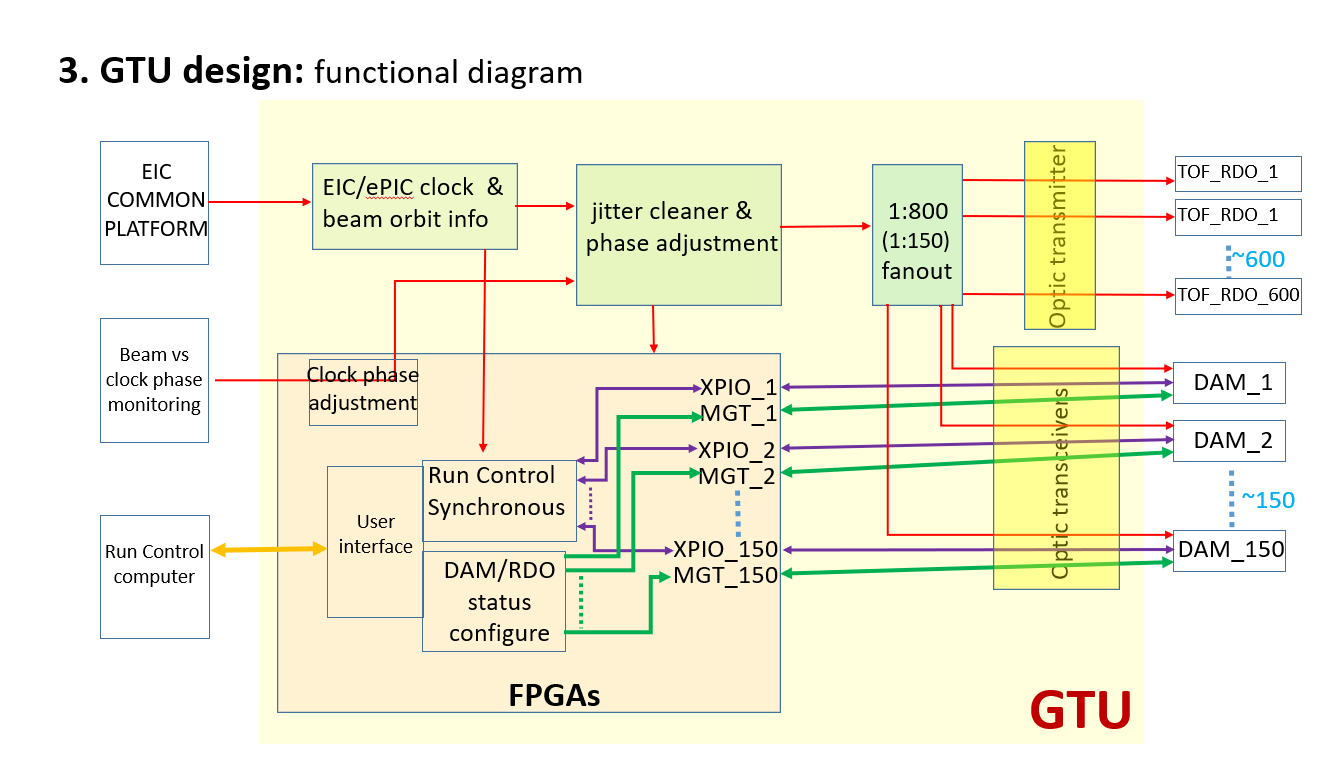 3. GTU design: functional diagram
EIC
COMMON
PLATFORM
EIC/ePIC clock &
beam orbit info
jitter cleaner &
phase adjustment
1:800
(1:150)
fanout
Optic transmitter
TOF_RDO_1
TOF_RDO_1
~600
TOF_RDO_600
Beam vs
clock phase
monitoring
Clock phase
adjustment
XPIO_1
MGT_1
XPIO_2
MGT_2
XPIO_150
MGT_150
Optic transceivers
DAM_1
DAM_2
~150
DAM_150
Run Control
computer
User
interface
Run Control
Synchronous
DAM/RDO
status
configure
FPGAs
GTU